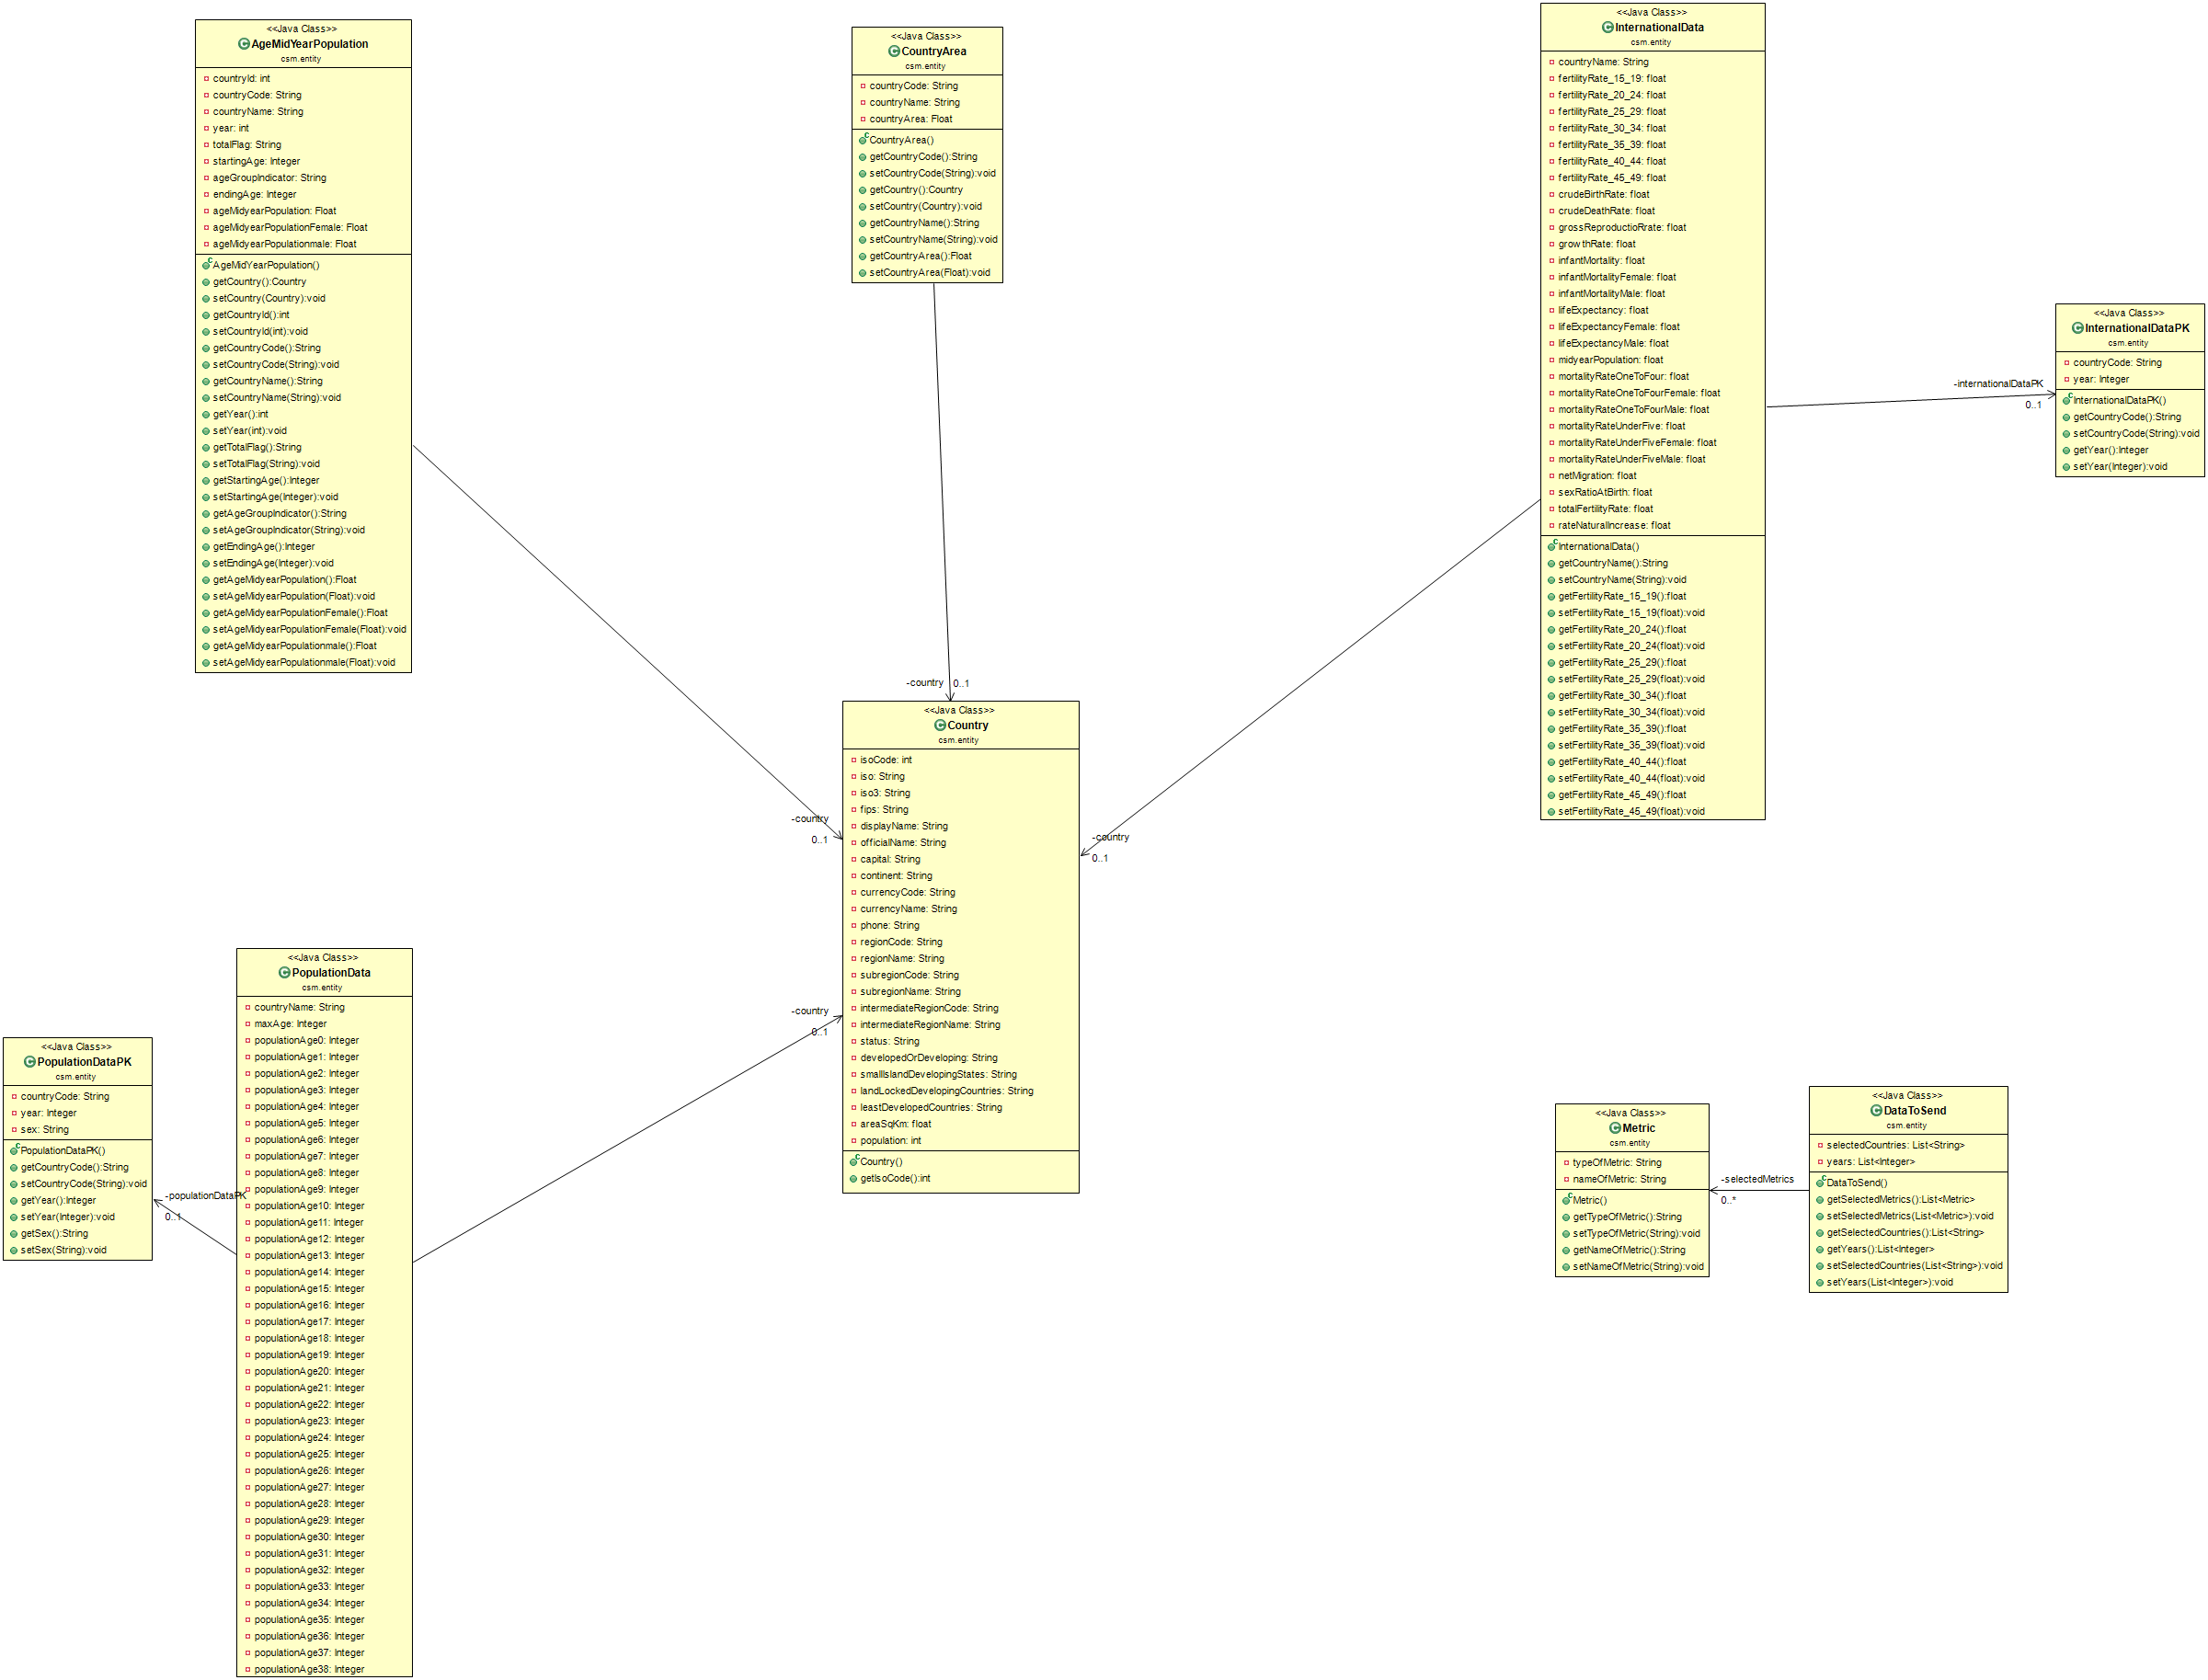 <<Java Class>>
AgeMidYearPopulation
csm.entity
countryId: int
countryCode: String
countryName: String
year: int
totalFlag: String
startingAge: Integer
ageGroupIndicator: String
endingAge: Integer
ageMidyearPopulation: Float
ageMidyearPopulationFemale: Float
ageMidyearPopulationmale: Float
AgeMidYearPopulation()
getCountry():Country
setCountry(Country):void
getCountryId():int
setCountryId(int):void
getCountryCode():String
setCountryCode(String):void
getCountryName():String
setCountryName(String):void
getYear():int
setYear(int):void
getTotalFlag():String
setTotalFlag(String):void
getStartingAge():Integer
setStartingAge(Integer):void
getAgeGroupIndicator():String
setAgeGroupIndicator(String):void
getEndingAge():Integer
setEndingAge(Integer):void
getAgeMidyearPopulation():Float
setAgeMidyearPopulation(Float):void
getAgeMidyearPopulationFemale():Float
setAgeMidyearPopulationFemale(Float):void
getAgeMidyearPopulationmale():Float
setAgeMidyearPopulationmale(Float):void
<<Java Class>>
CountryArea
csm.entity
countryCode: String
countryName: String
countryArea: Float
CountryArea()
getCountryCode():String
setCountryCode(String):void
getCountry():Country
setCountry(Country):void
getCountryName():String
setCountryName(String):void
getCountryArea():Float
setCountryArea(Float):void
<<Java Class>>
InternationalData
csm.entity
countryName: String
fertilityRate_15_19: float
fertilityRate_20_24: float
fertilityRate_25_29: float
fertilityRate_30_34: float
fertilityRate_35_39: float
fertilityRate_40_44: float
fertilityRate_45_49: float
crudeBirthRate: float
crudeDeathRate: float
grossReproductioRrate: float
growthRate: float
infantMortality: float
infantMortalityFemale: float
infantMortalityMale: float
lifeExpectancy: float
lifeExpectancyFemale: float
lifeExpectancyMale: float
midyearPopulation: float
mortalityRateOneToFour: float
mortalityRateOneToFourFemale: float
mortalityRateOneToFourMale: float
mortalityRateUnderFive: float
mortalityRateUnderFiveFemale: float
mortalityRateUnderFiveMale: float
netMigration: float
sexRatioAtBirth: float
totalFertilityRate: float
rateNaturalIncrease: float
InternationalData()
getCountryName():String
setCountryName(String):void
getFertilityRate_15_19():float
setFertilityRate_15_19(float):void
getFertilityRate_20_24():float
setFertilityRate_20_24(float):void
getFertilityRate_25_29():float
setFertilityRate_25_29(float):void
getFertilityRate_30_34():float
setFertilityRate_30_34(float):void
getFertilityRate_35_39():float
setFertilityRate_35_39(float):void
getFertilityRate_40_44():float
setFertilityRate_40_44(float):void
getFertilityRate_45_49():float
setFertilityRate_45_49(float):void
-internationalDataPK
0..1
<<Java Class>>
InternationalDataPK
csm.entity
countryCode: String
year: Integer
InternationalDataPK()
getCountryCode():String
setCountryCode(String):void
getYear():Integer
setYear(Integer):void
-country
0..1
-country
0..1
-country
0..1
-country
0..1
<<Java Class>>
Country
csm.entity
isoCode: int
iso: String
iso3: String
fips: String
displayName: String
officialName: String
capital: String
continent: String
currencyCode: String
currencyName: String
phone: String
regionCode: String
regionName: String
subregionCode: String
subregionName: String
intermediateRegionCode: String
intermediateRegionName: String
status: String
developedOrDeveloping: String
smallIslandDevelopingStates: String
landLockedDevelopingCountries: String
leastDevelopedCountries: String
areaSqKm: float
population: int
Country()
getIsoCode():int
<<Java Class>>
PopulationDataPK
csm.entity
countryCode: String
year: Integer
sex: String
PopulationDataPK()
getCountryCode():String
setCountryCode(String):void
getYear():Integer
setYear(Integer):void
getSex():String
setSex(String):void
-populationDataPK
0..1
<<Java Class>>
PopulationData
csm.entity
countryName: String
maxAge: Integer
populationAge0: Integer
populationAge1: Integer
populationAge2: Integer
populationAge3: Integer
populationAge4: Integer
populationAge5: Integer
populationAge6: Integer
populationAge7: Integer
populationAge8: Integer
populationAge9: Integer
populationAge10: Integer
populationAge11: Integer
populationAge12: Integer
populationAge13: Integer
populationAge14: Integer
populationAge15: Integer
populationAge16: Integer
populationAge17: Integer
populationAge18: Integer
populationAge19: Integer
populationAge20: Integer
populationAge21: Integer
populationAge22: Integer
populationAge23: Integer
populationAge24: Integer
populationAge25: Integer
populationAge26: Integer
populationAge27: Integer
populationAge28: Integer
populationAge29: Integer
populationAge30: Integer
populationAge31: Integer
populationAge32: Integer
populationAge33: Integer
populationAge34: Integer
populationAge35: Integer
populationAge36: Integer
populationAge37: Integer
populationAge38: Integer
<<Java Class>>
Metric
csm.entity
typeOfMetric: String
nameOfMetric: String
Metric()
getTypeOfMetric():String
setTypeOfMetric(String):void
getNameOfMetric():String
setNameOfMetric(String):void
-selectedMetrics
0..*
<<Java Class>>
DataToSend
csm.entity
selectedCountries: List<String>
years: List<Integer>
DataToSend()
getSelectedMetrics():List<Metric>
setSelectedMetrics(List<Metric>):void
getSelectedCountries():List<String>
getYears():List<Integer>
setSelectedCountries(List<String>):void
setYears(List<Integer>):void